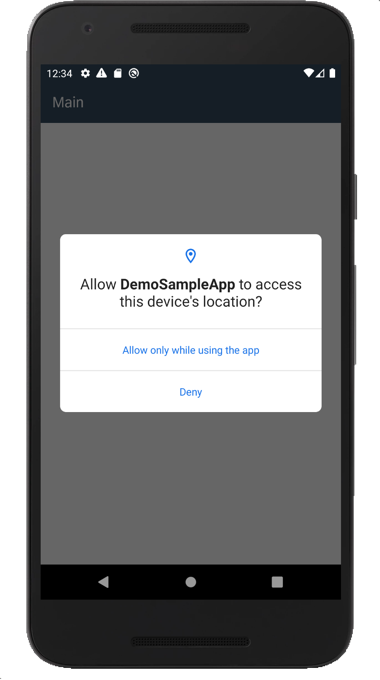 12:34
Main
Allow DemoSampleApp to access
this device's location?
Allow only while using the app
Deny